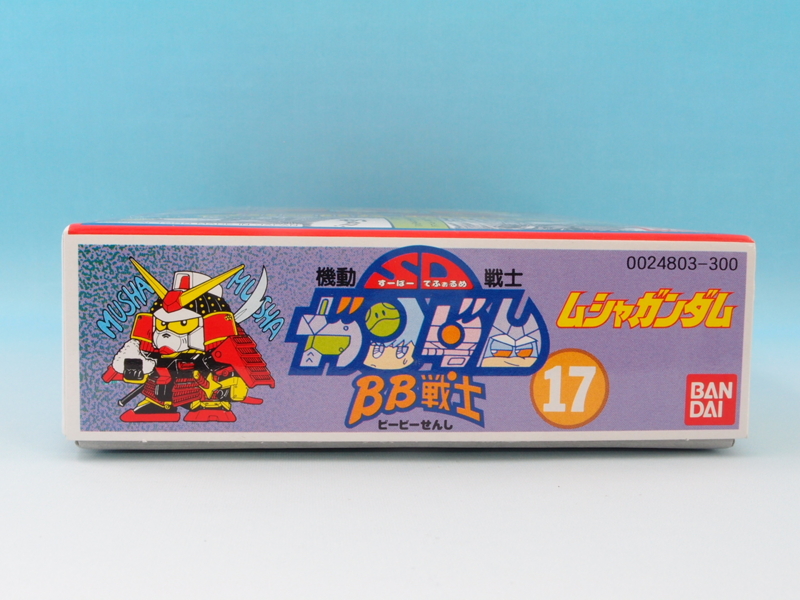 MUSHA
MUSHA
機動 SD 戦士
すーぱー でふぉるめ
ガンダム
BB戦士
ビービーせんし
17
0024803-300
ムシャガンダム
BAN
DAI